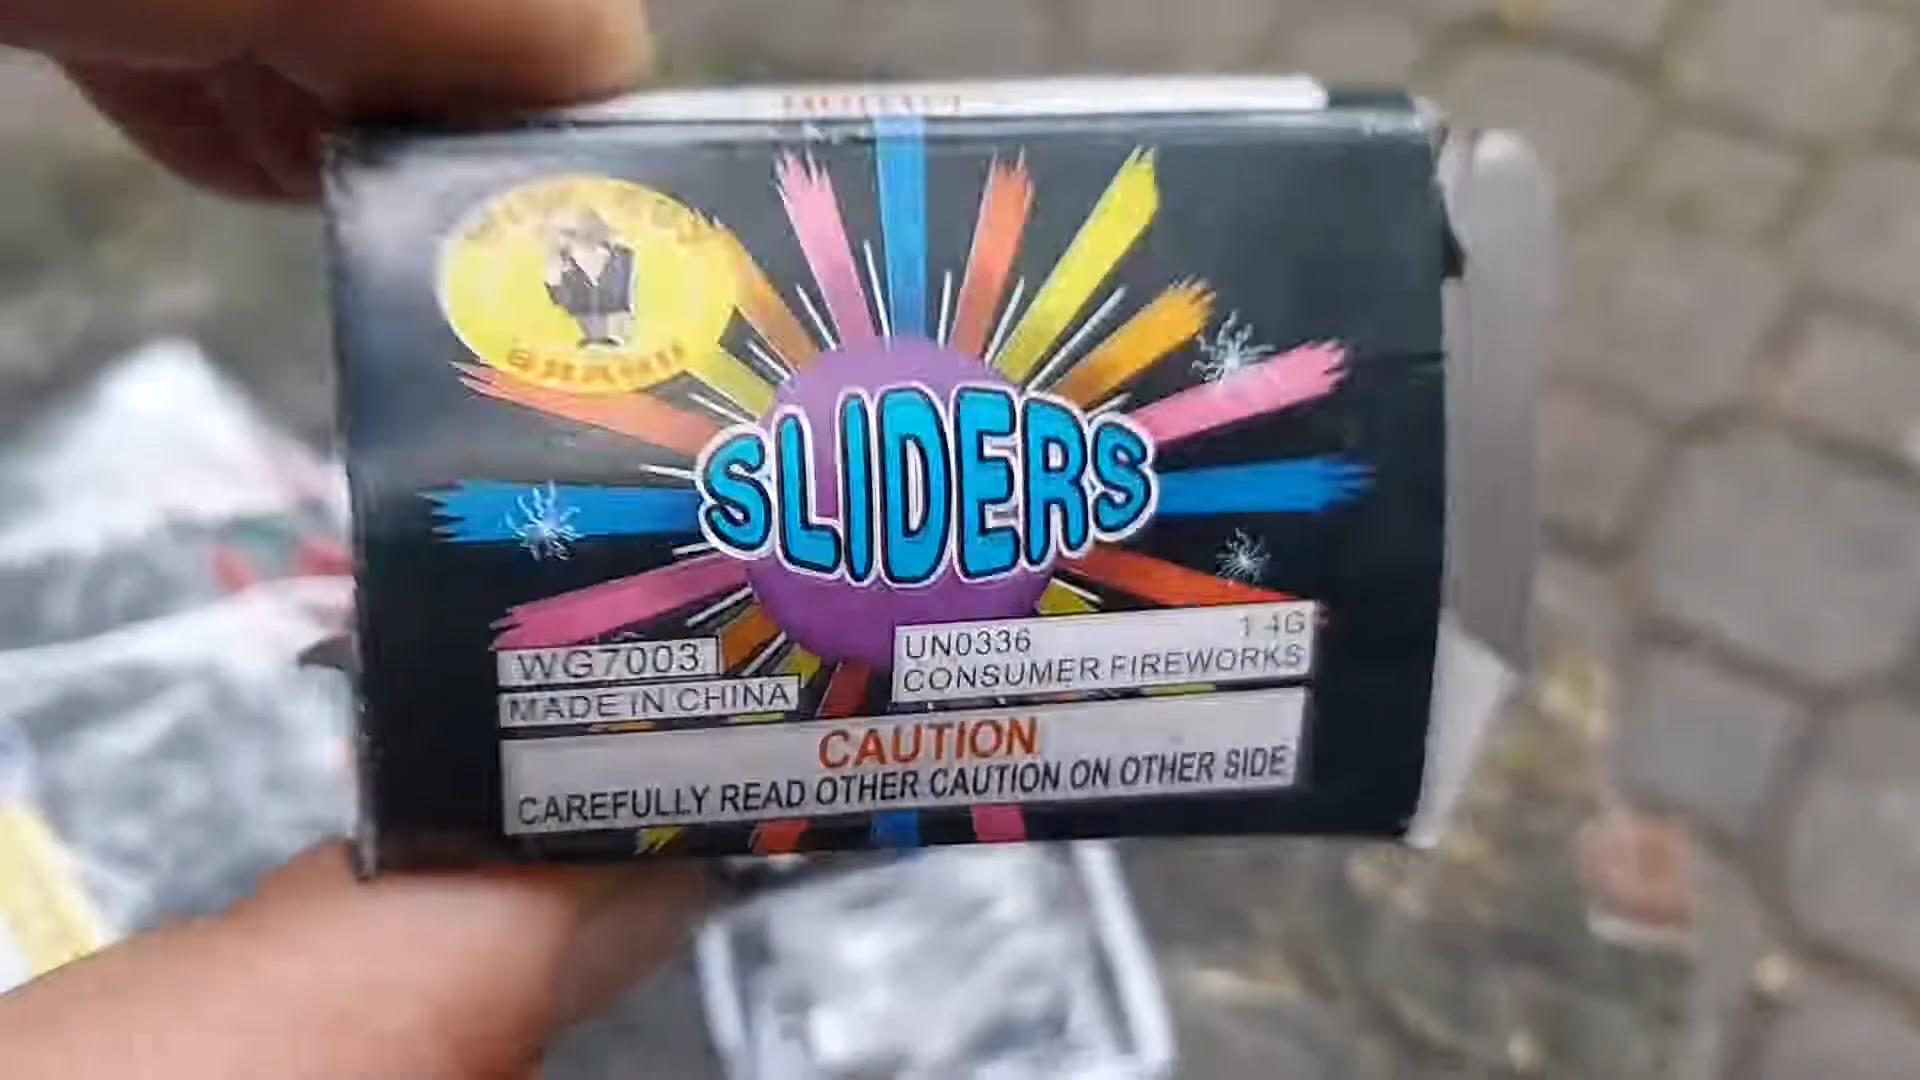 SLIDERS
WG7003
MADE IN CHINA
UN0336 1.4G
CONSUMER FIREWORKS
CAUTION
CAREFULLY READ OTHER CAUTION ON OTHER SIDE